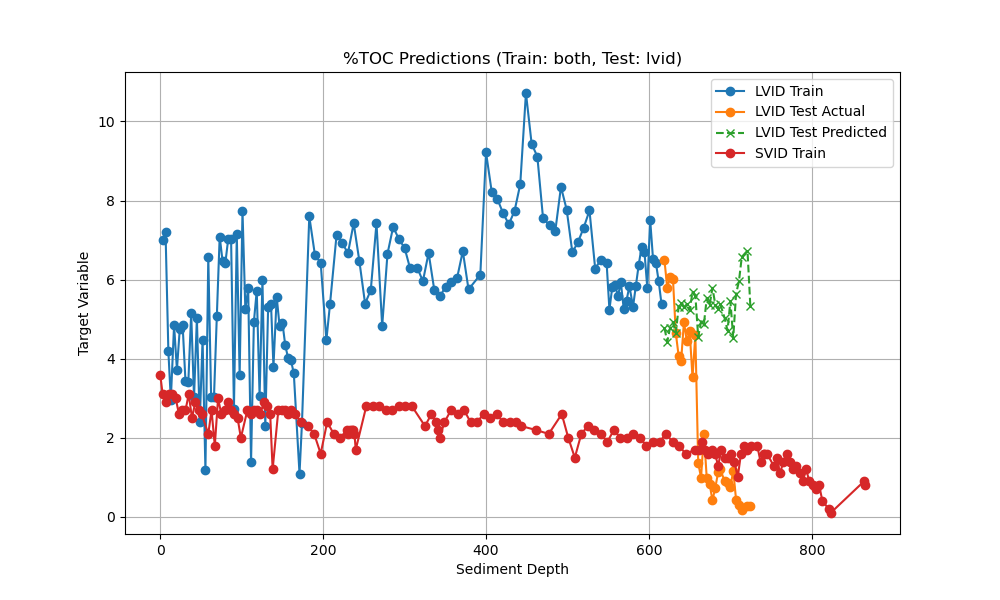 %TOC Predictions (Train: both, Test: lvid)
LVID Train
LVID Test Actual
LVID Test Predicted
SVID Train
Target Variable
10
8
6
4
2
0
0 200 400 600 800
Sediment Depth